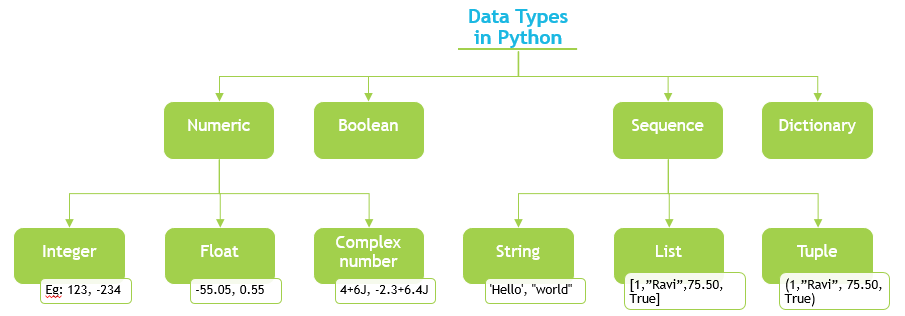 Data Types
in Python
Numeric
Boolean
Sequence
Dictionary
Integer
Float
Complex
number
String
List
Tuple
Eg: 123, -234
-55.05, 0.55
4+6J, -2.3+6.4J
'Hello', "world"
[1,”Ravi”,75.50,
True]
(1,”Ravi”, 75.50,
True)